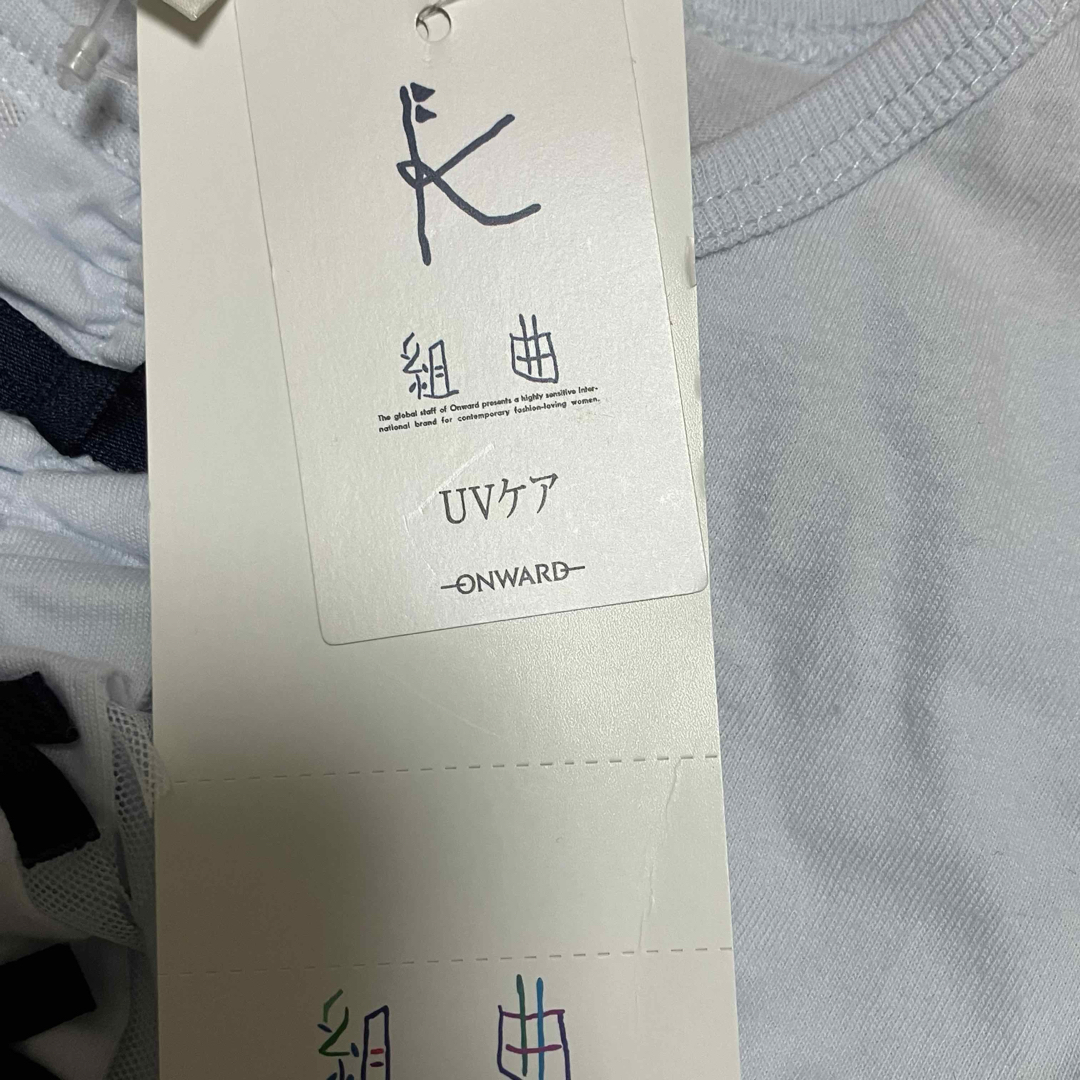 K
組曲
The global staff of Onward presents a highly sensitive Inter-
national brand for contemporary fashion-loving women.
UVケア
ONWARD
組曲